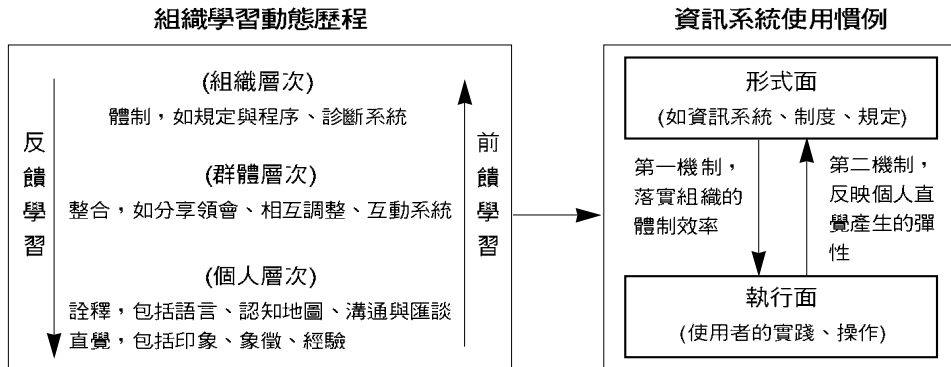 組織學習動態歷程
反饋學習
(組織層次)
體制，如規定與程序、診斷系統
(群體層次)
整合，如分享領會、相互調整、互動系統
(個人層次)
詮釋，包括語言、認知地圖、溝通與匯談
直覺，包括印象、象徵、經驗
前饋學習
資訊系統使用慣例
形式面
(如資訊系統、制度、規定)
第一機制，
落實組織的
體制效率
第二機制，
反映個人直
覺產生的彈
性
執行面
(使用者的實踐、操作)